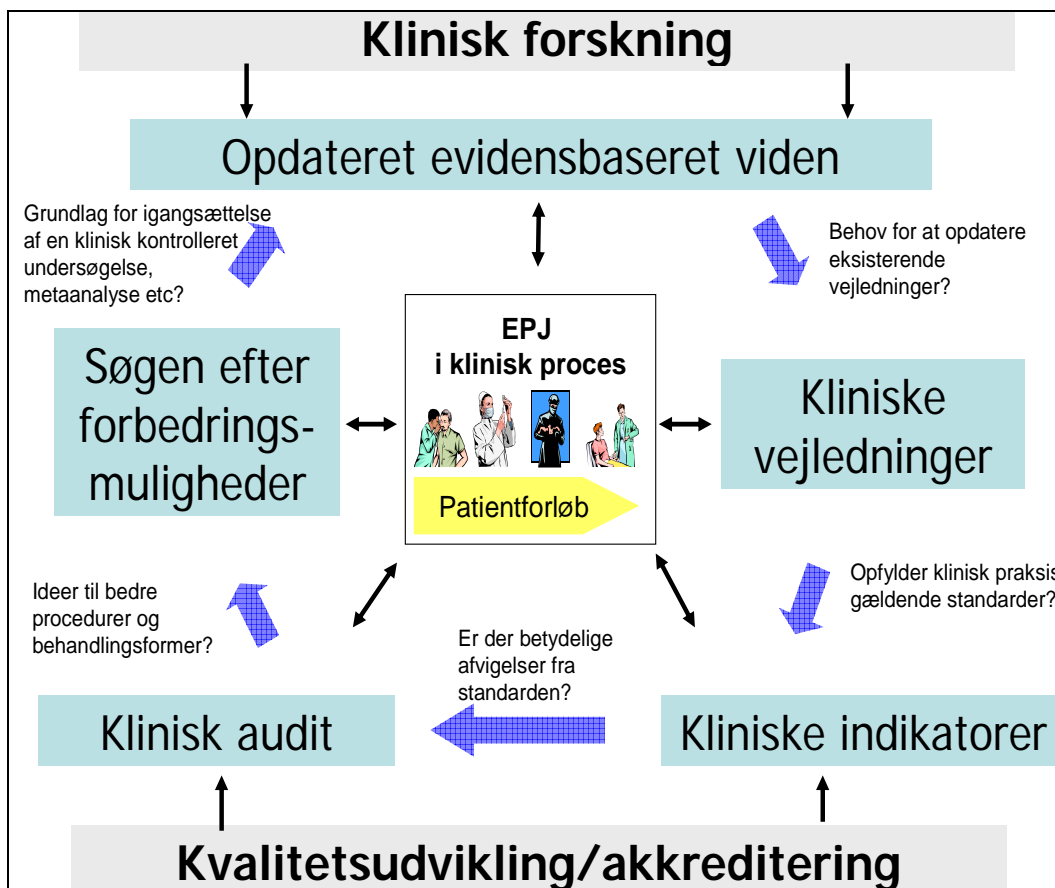 Klinisk forskning
Opdateret evidensbaseret viden
Grundlag for igangsættelse
af en klinisk kontrolleret
undersøgelse,
metaanalyse etc?
Behov for at opdatere
eksisterende
vejledninger?
Søgen efter
forbedrings-
muligheder
EPJ
i klinisk proces
Patientforløb
Kliniske
vejledninger
Ideer til bedre
procedurer og
behandlingsformer?
Er der betydelige
afvigelser fra
standarden?
Opfylder klinisk praksis
gældende standarder?
Klinisk audit
Kliniske indikatorer
Kvalitetsudvikling/akkreditering